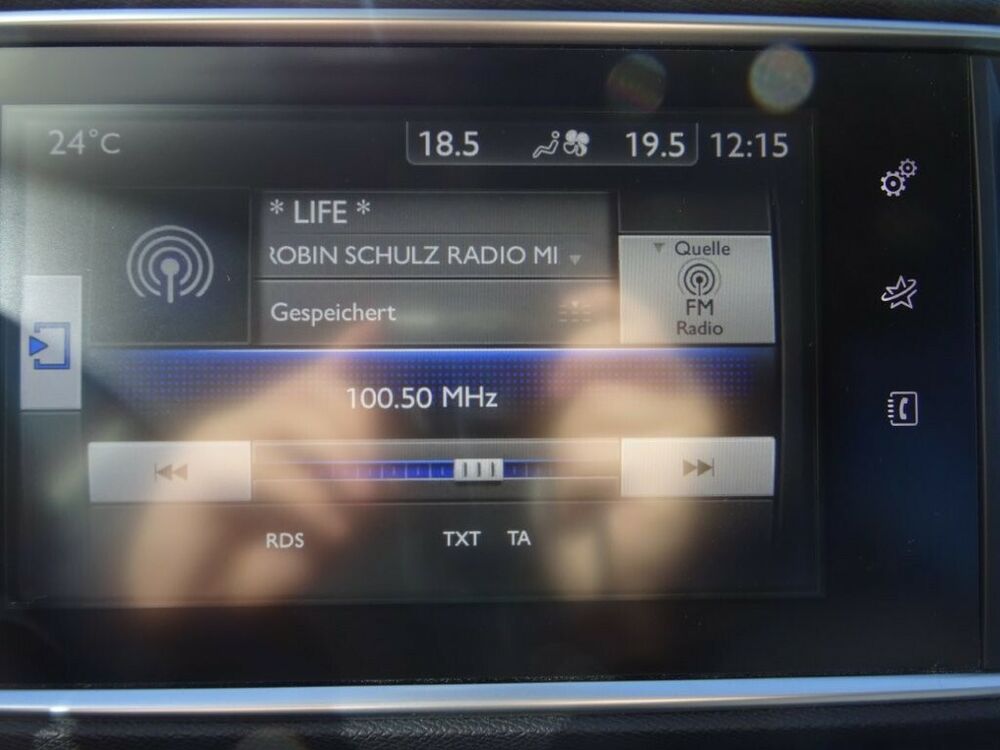 24°C 18.5 19.5 12:15
* LIFE *
ROBIN SCHULZ RADIO MI
Gespeichert
Quelle
FM
Radio
100.50 MHz
RDS TXT TA